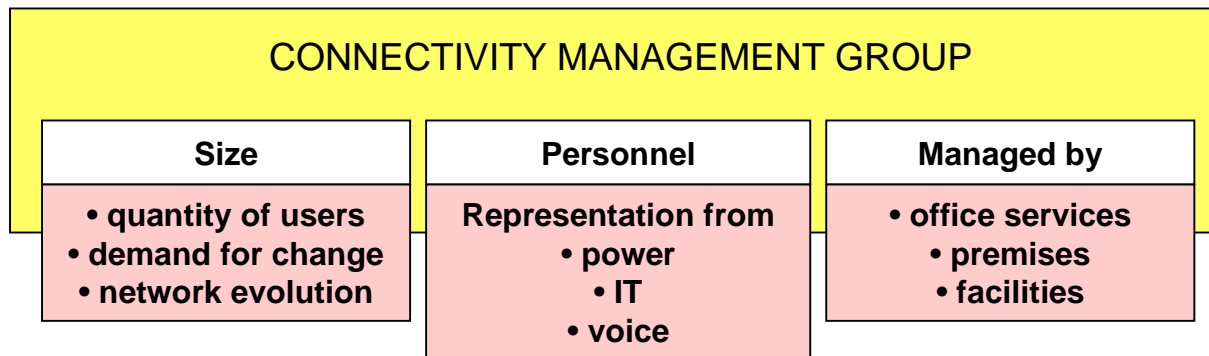 CONNECTIVITY MANAGEMENT GROUP
Size
• quantity of users
• demand for change
• network evolution
Personnel
Representation from
• power
• IT
• voice
Managed by
• office services
• premises
• facilities